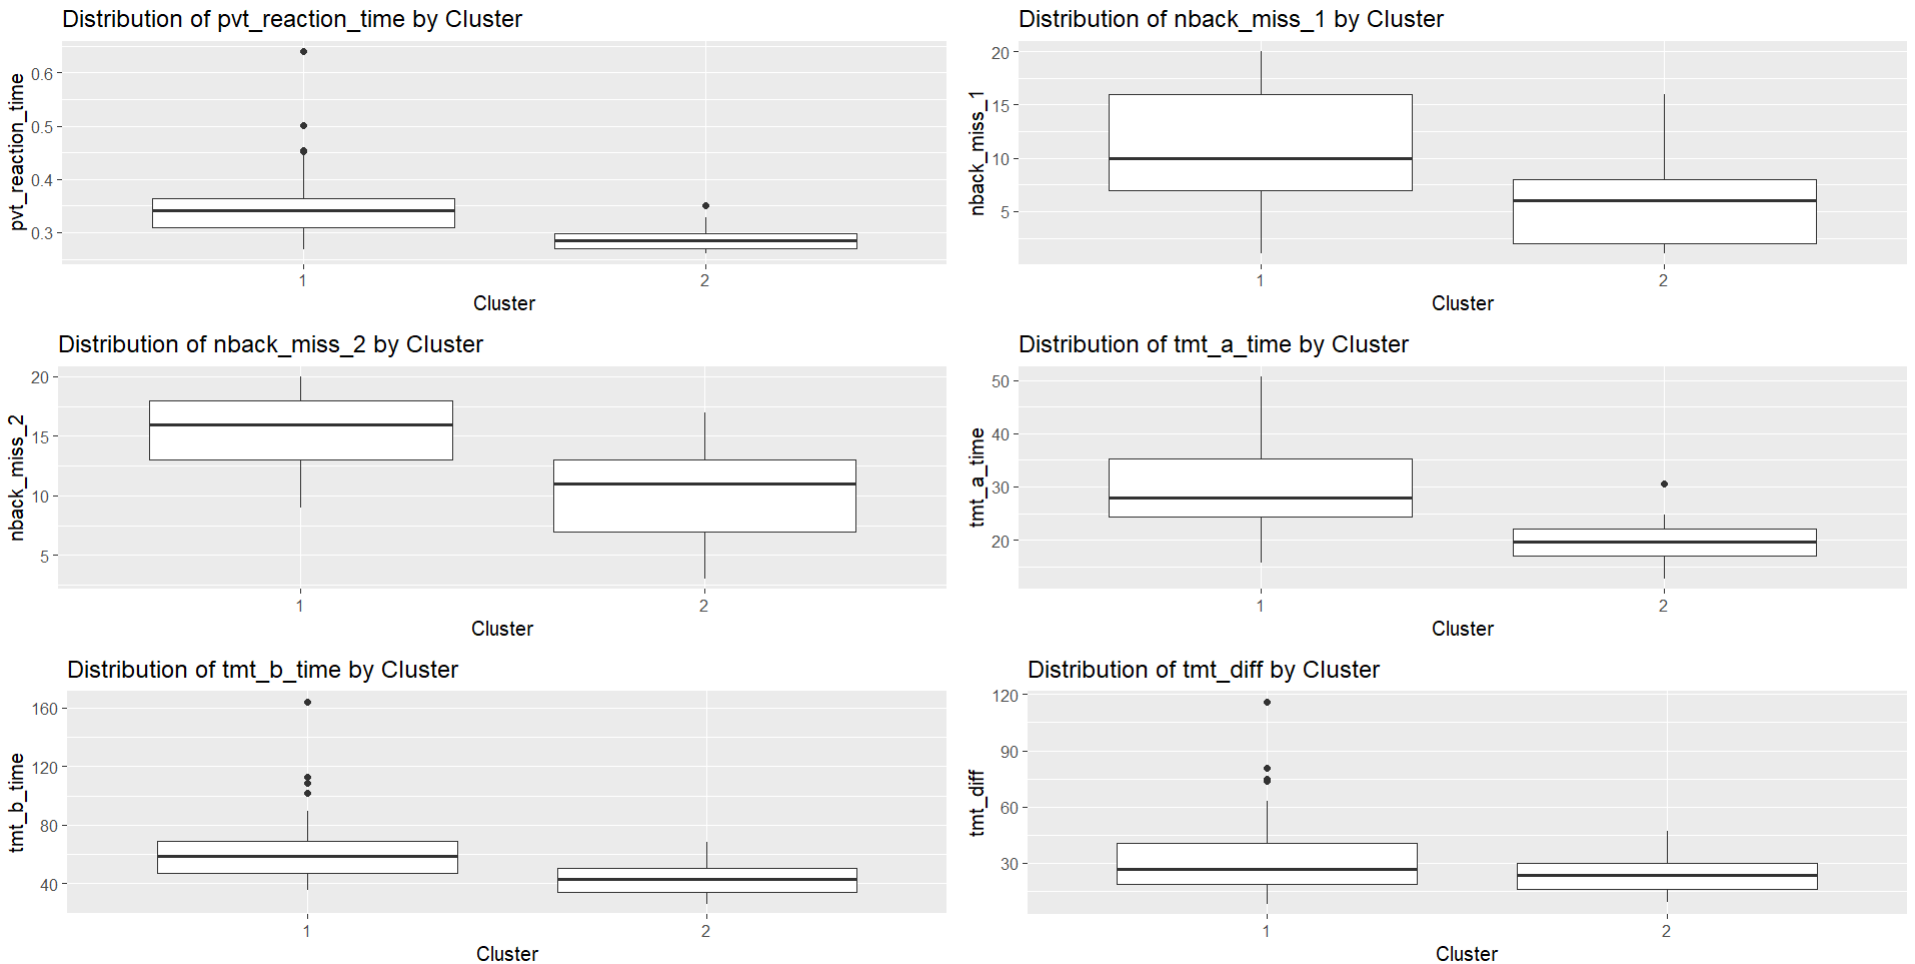 Distribution of pvt_reaction_time by Cluster
pvt_reaction_time
0.6
0.5
0.4
0.3
1
2
Cluster
Distribution of nback_miss_1 by Cluster
nback_miss_1
20
15
10
5
1
2
Cluster
Distribution of nback_miss_2 by Cluster
nback_miss_2
20
15
10
5
1
2
Cluster
Distribution of tmt_a_time by Cluster
tmt_a_time
50
40
30
20
1
2
Cluster
Distribution of tmt_b_time by Cluster
tmt_b_time
160
120
80
40
1
2
Cluster
Distribution of tmt_diff by Cluster
tmt_diff
120
90
60
30
1
2
Cluster